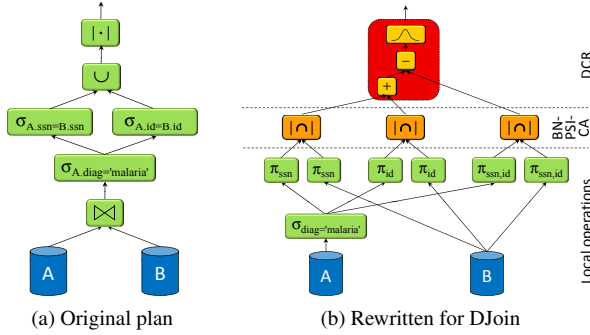 |·|
∪
σA.ssn=B.ssn
σA.id=B.id
σA.diag='malaria'
⋈
A
B
(a) Original plan
−
+
DCR
|∩|
|∩|
|∩|
BN-
PSI-
CA
πssn
πssn
πid
πid
πssn,id
πssn,id
σdiag='malaria'
Local operations
A
B
(b) Rewritten for DJoin